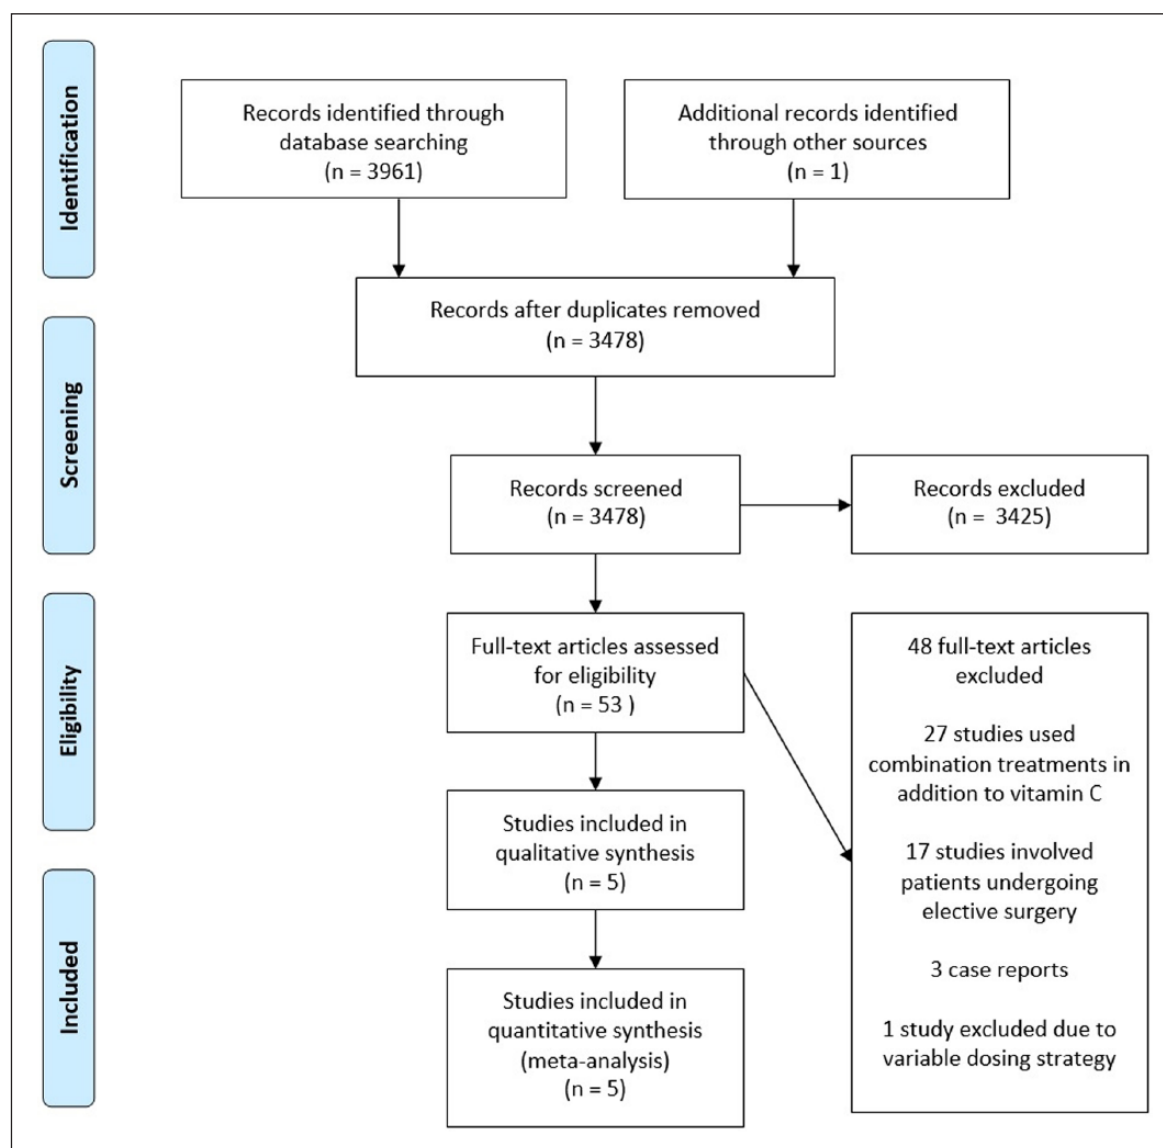 Identification
Records identified through
database searching
(n = 3961)
Additional records identified
through other sources
(n = 1)
Records after duplicates removed
(n = 3478)
Screening
Records screened
(n = 3478)
Records excluded
(n =  3425)
Eligibility
Full-text articles assessed
for eligibility
(n = 53 )
48 full-text articles
excluded
27 studies used
combination treatments in
addition to vitamin C
17 studies involved
patients undergoing
elective surgery
3 case reports
1 study excluded due to
variable dosing strategy
Studies included in
qualitative synthesis
(n = 5)
Included
Studies included in
quantitative synthesis
(meta-analysis)
(n = 5)